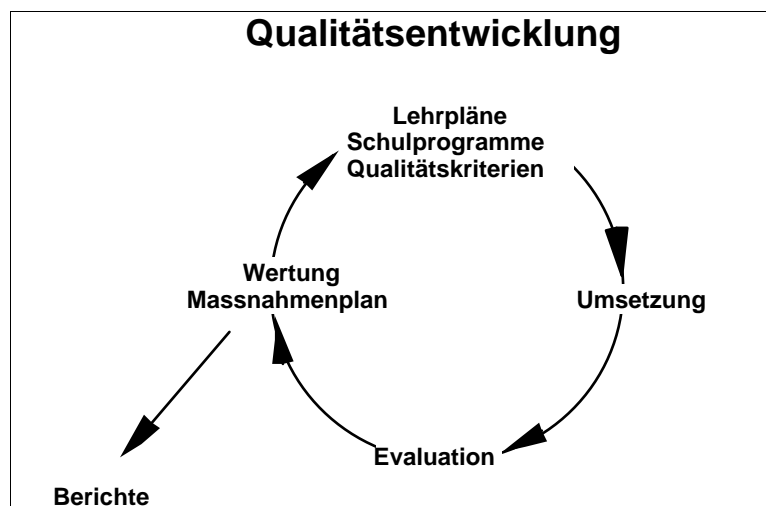 Qualitätsentwicklung
Lehrpläne
Schulprogramme
Qualitätskriterien
Wertung
Massnahmenplan
Umsetzung
Evaluation
Berichte